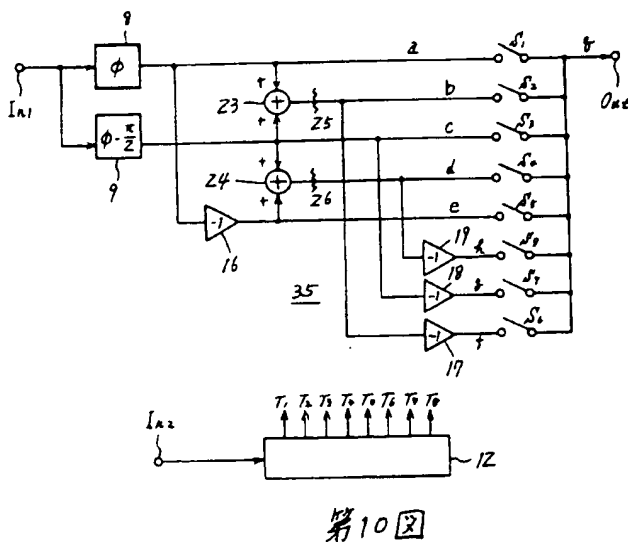 8
S₁
φ
a
q
In1
+
S₂
Out
23
b
+
25
S₃
φ-π/2
c
+
S₄
9
24
d
+
26
S₅
-1
e
16
19
S₈
-1
h
35
18
S₇
-1
g
S₆
-1
f
17
T₁ T₂ T₃ T₄ T₅ T₆ T₇ T₈
In2
12
第10図